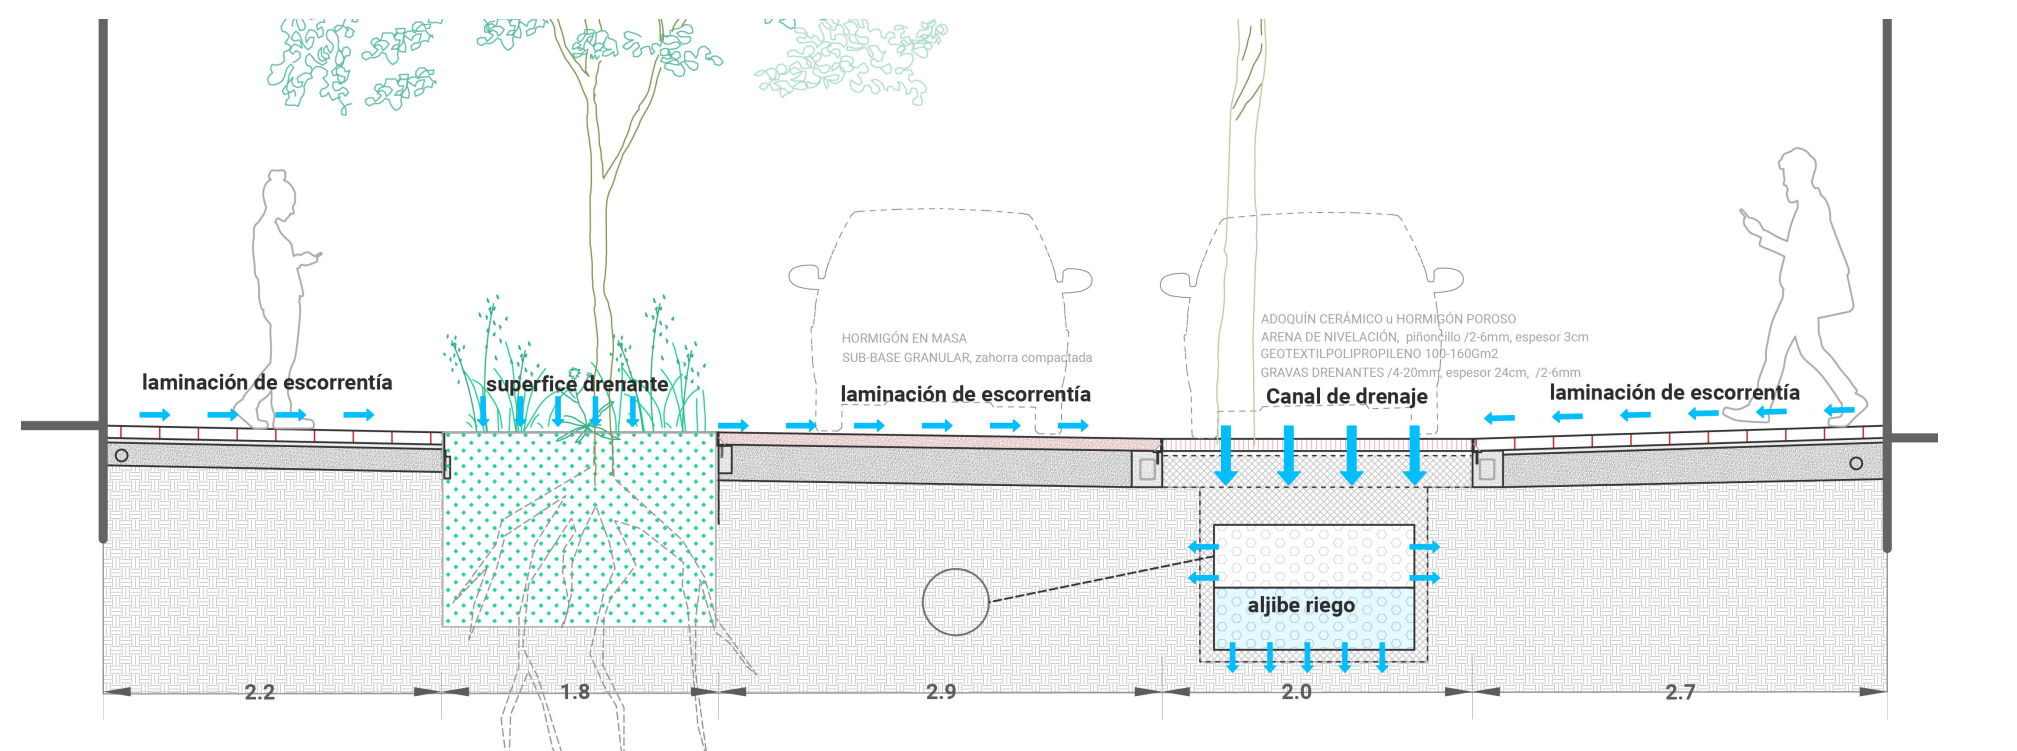 HORMIGÓN EN MASA
SUB-BASE GRANULAR, zahorra compactada
ADOQUÍN CERÁMICO u HORMIGÓN POROSO
ARENA DE NIVELACIÓN, piñoncillo /2-6mm, espesor 3cm
GEOTEXTILPOLIPROPILENO 100-160Gm2
GRAVAS DRENANTES /4-20mm, espesor 24cm, /2-6mm
laminación de escorrentía
superfice drenante
laminación de escorrentía
Canal de drenaje
laminación de escorrentía
aljibe riego
2.2
1.8
2.9
2.0
2.7